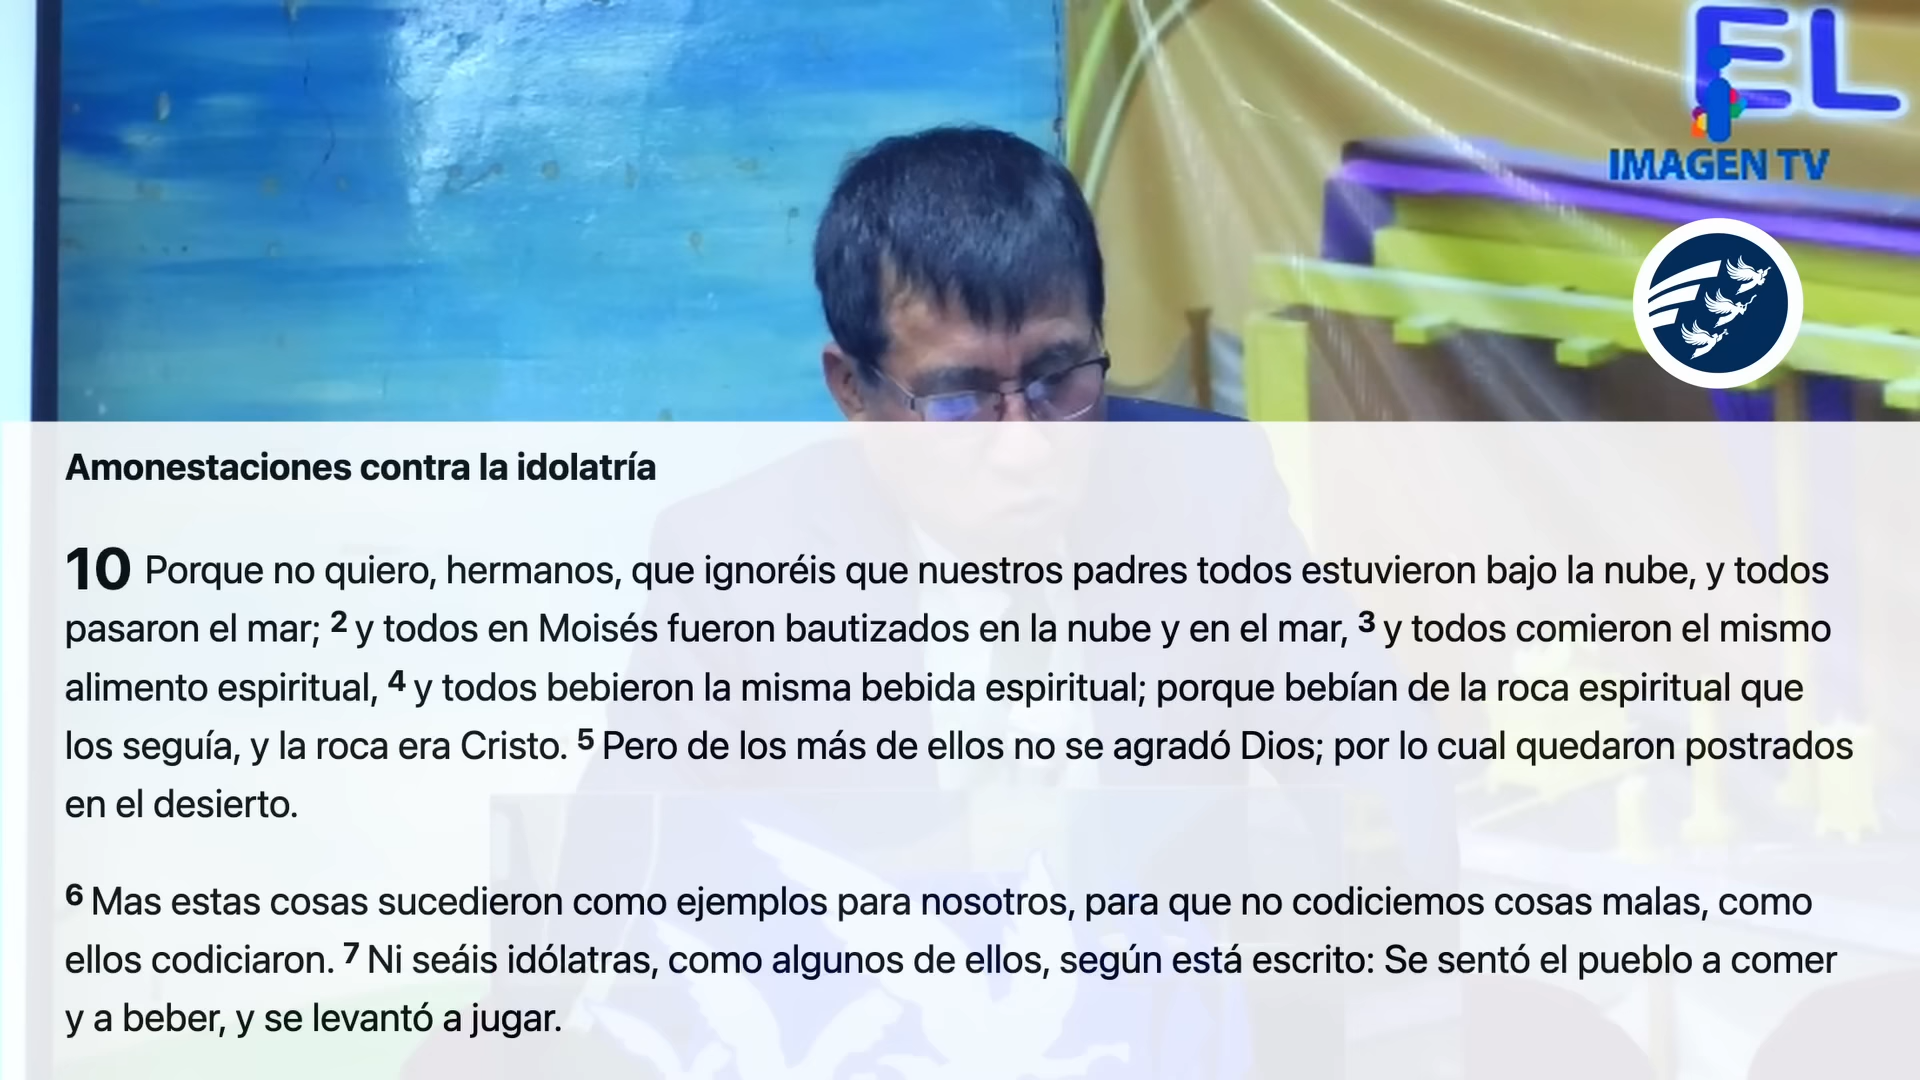 EL
IMAGEN TV
Amonestaciones contra la idolatría
10 Porque no quiero, hermanos, que ignoréis que nuestros padres todos estuvieron bajo la nube, y todos
pasaron el mar; 2 y todos en Moisés fueron bautizados en la nube y en el mar, 3 y todos comieron el mismo
alimento espiritual, 4 y todos bebieron la misma bebida espiritual; porque bebían de la roca espiritual que
los seguía, y la roca era Cristo. 5 Pero de los más de ellos no se agradó Dios; por lo cual quedaron postrados
en el desierto.
6 Mas estas cosas sucedieron como ejemplos para nosotros, para que no codiciemos cosas malas, como
ellos codiciaron. 7 Ni seáis idólatras, como algunos de ellos, según está escrito: Se sentó el pueblo a comer
y a beber, y se levantó a jugar.